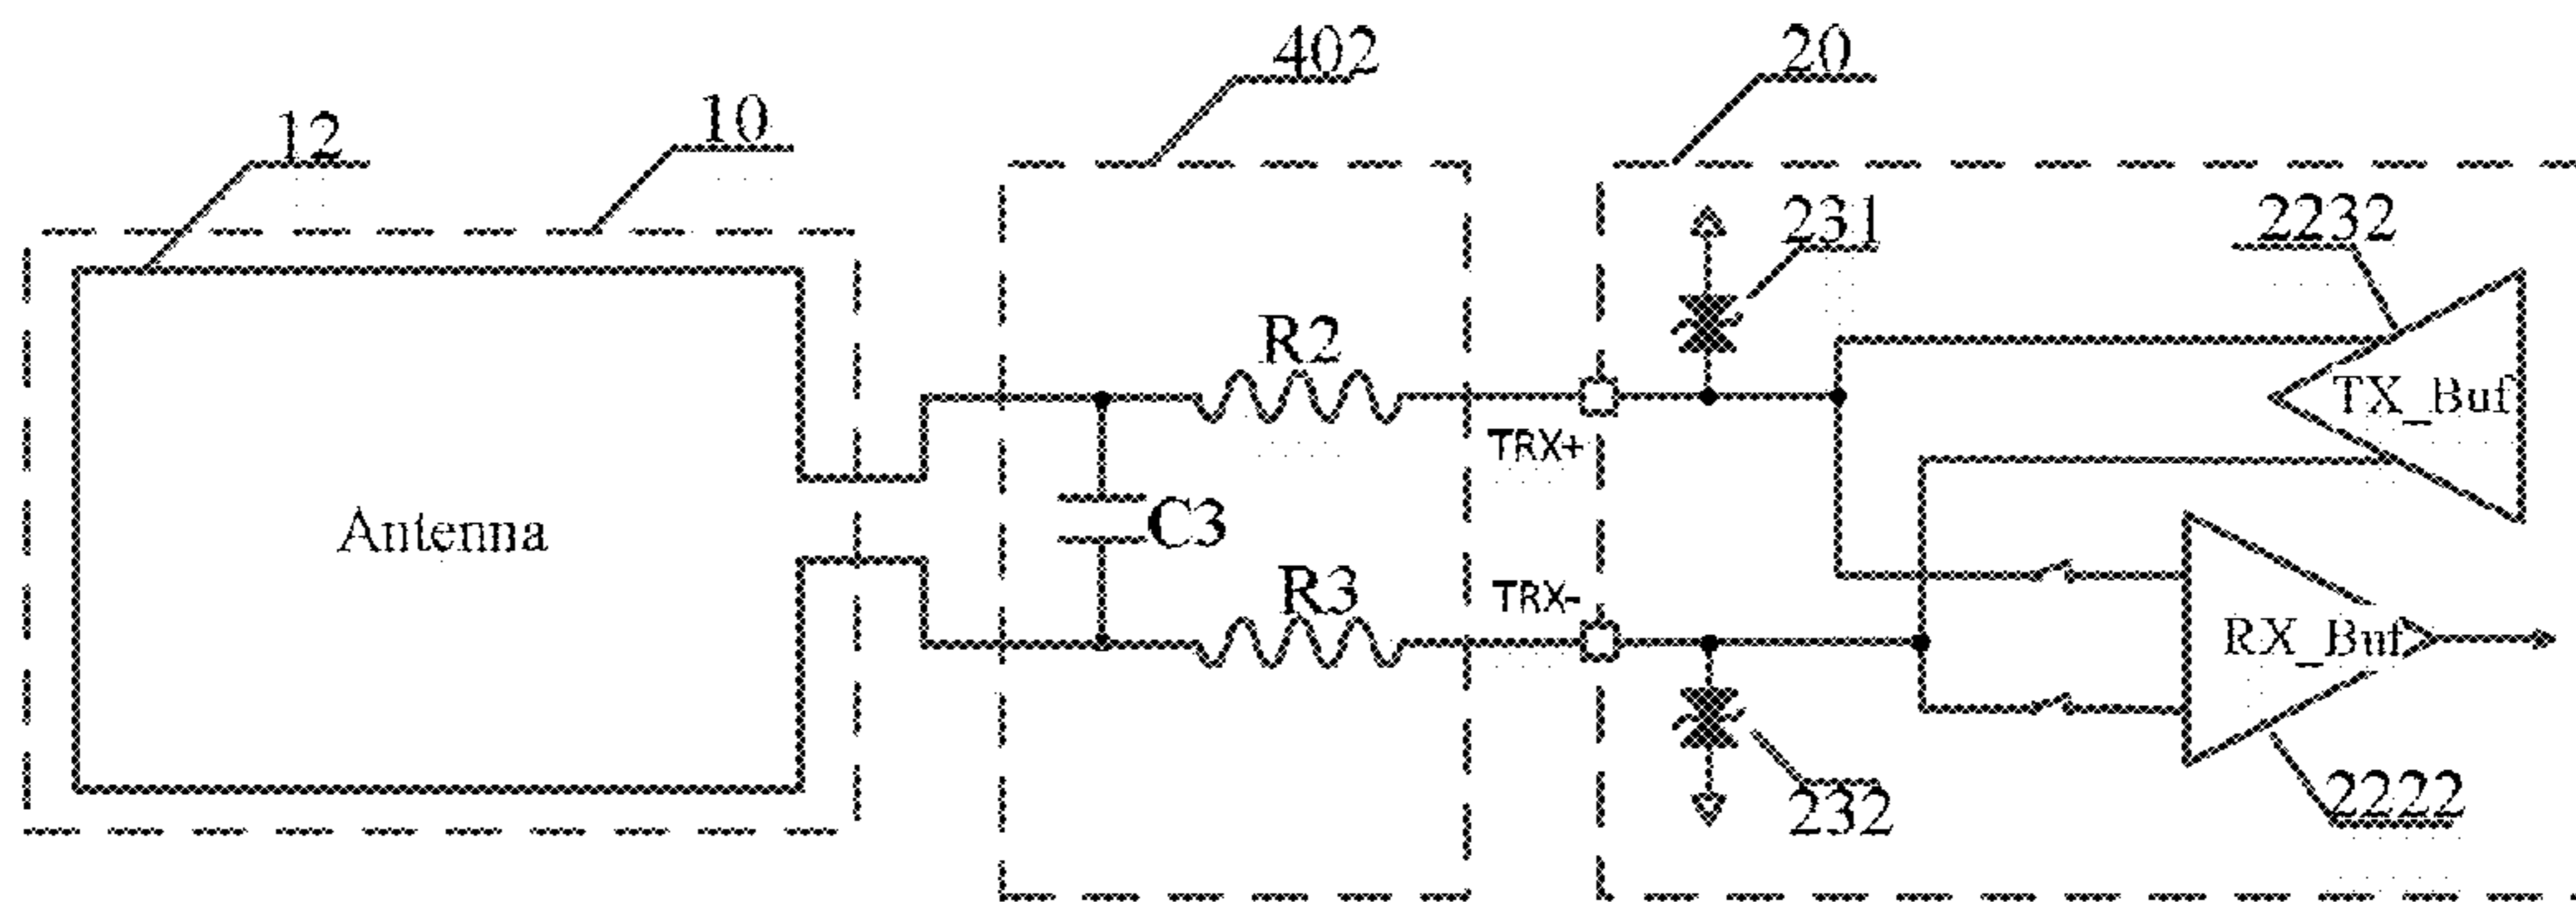 402
20
12
10
231
2232
R2
TX_Buf
TRX+
Antenna
C3
R3
TRX-
RX_Buf
232
2222